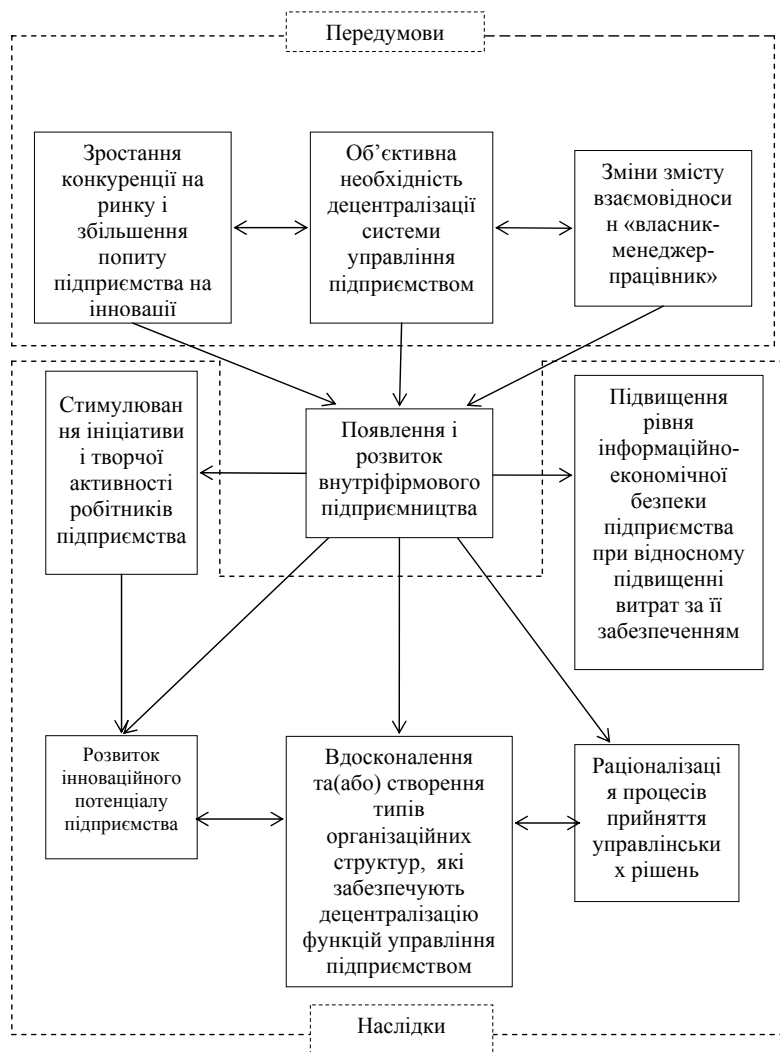 Передумови
Зростання
конкуренції на
ринку і
збільшення
попиту
підприємства на
інновації
Об’єктивна
необхідність
децентралізації
системи
управління
підприємством
Зміни змісту
взаємовідноси
н «власник-
менеджер-
працівник»
Стимулюван
ня ініціативи
і творчої
активності
робітників
підприємства
Появлення і
розвиток
внутріфірмового
підприємництва
Підвищення
рівня
інформаційно-
економічної
безпеки
підприємства
при відносному
підвищенні
витрат за її
забезпеченням
Розвиток
інноваційного
потенціалу
підприємства
Вдосконалення
та(або) створення
типів
організаційних
структур, які
забезпечують
децентралізацію
функцій управління
підприємством
Раціоналізаці
я процесів
прийняття
управлінськи
х рішень
Наслідки